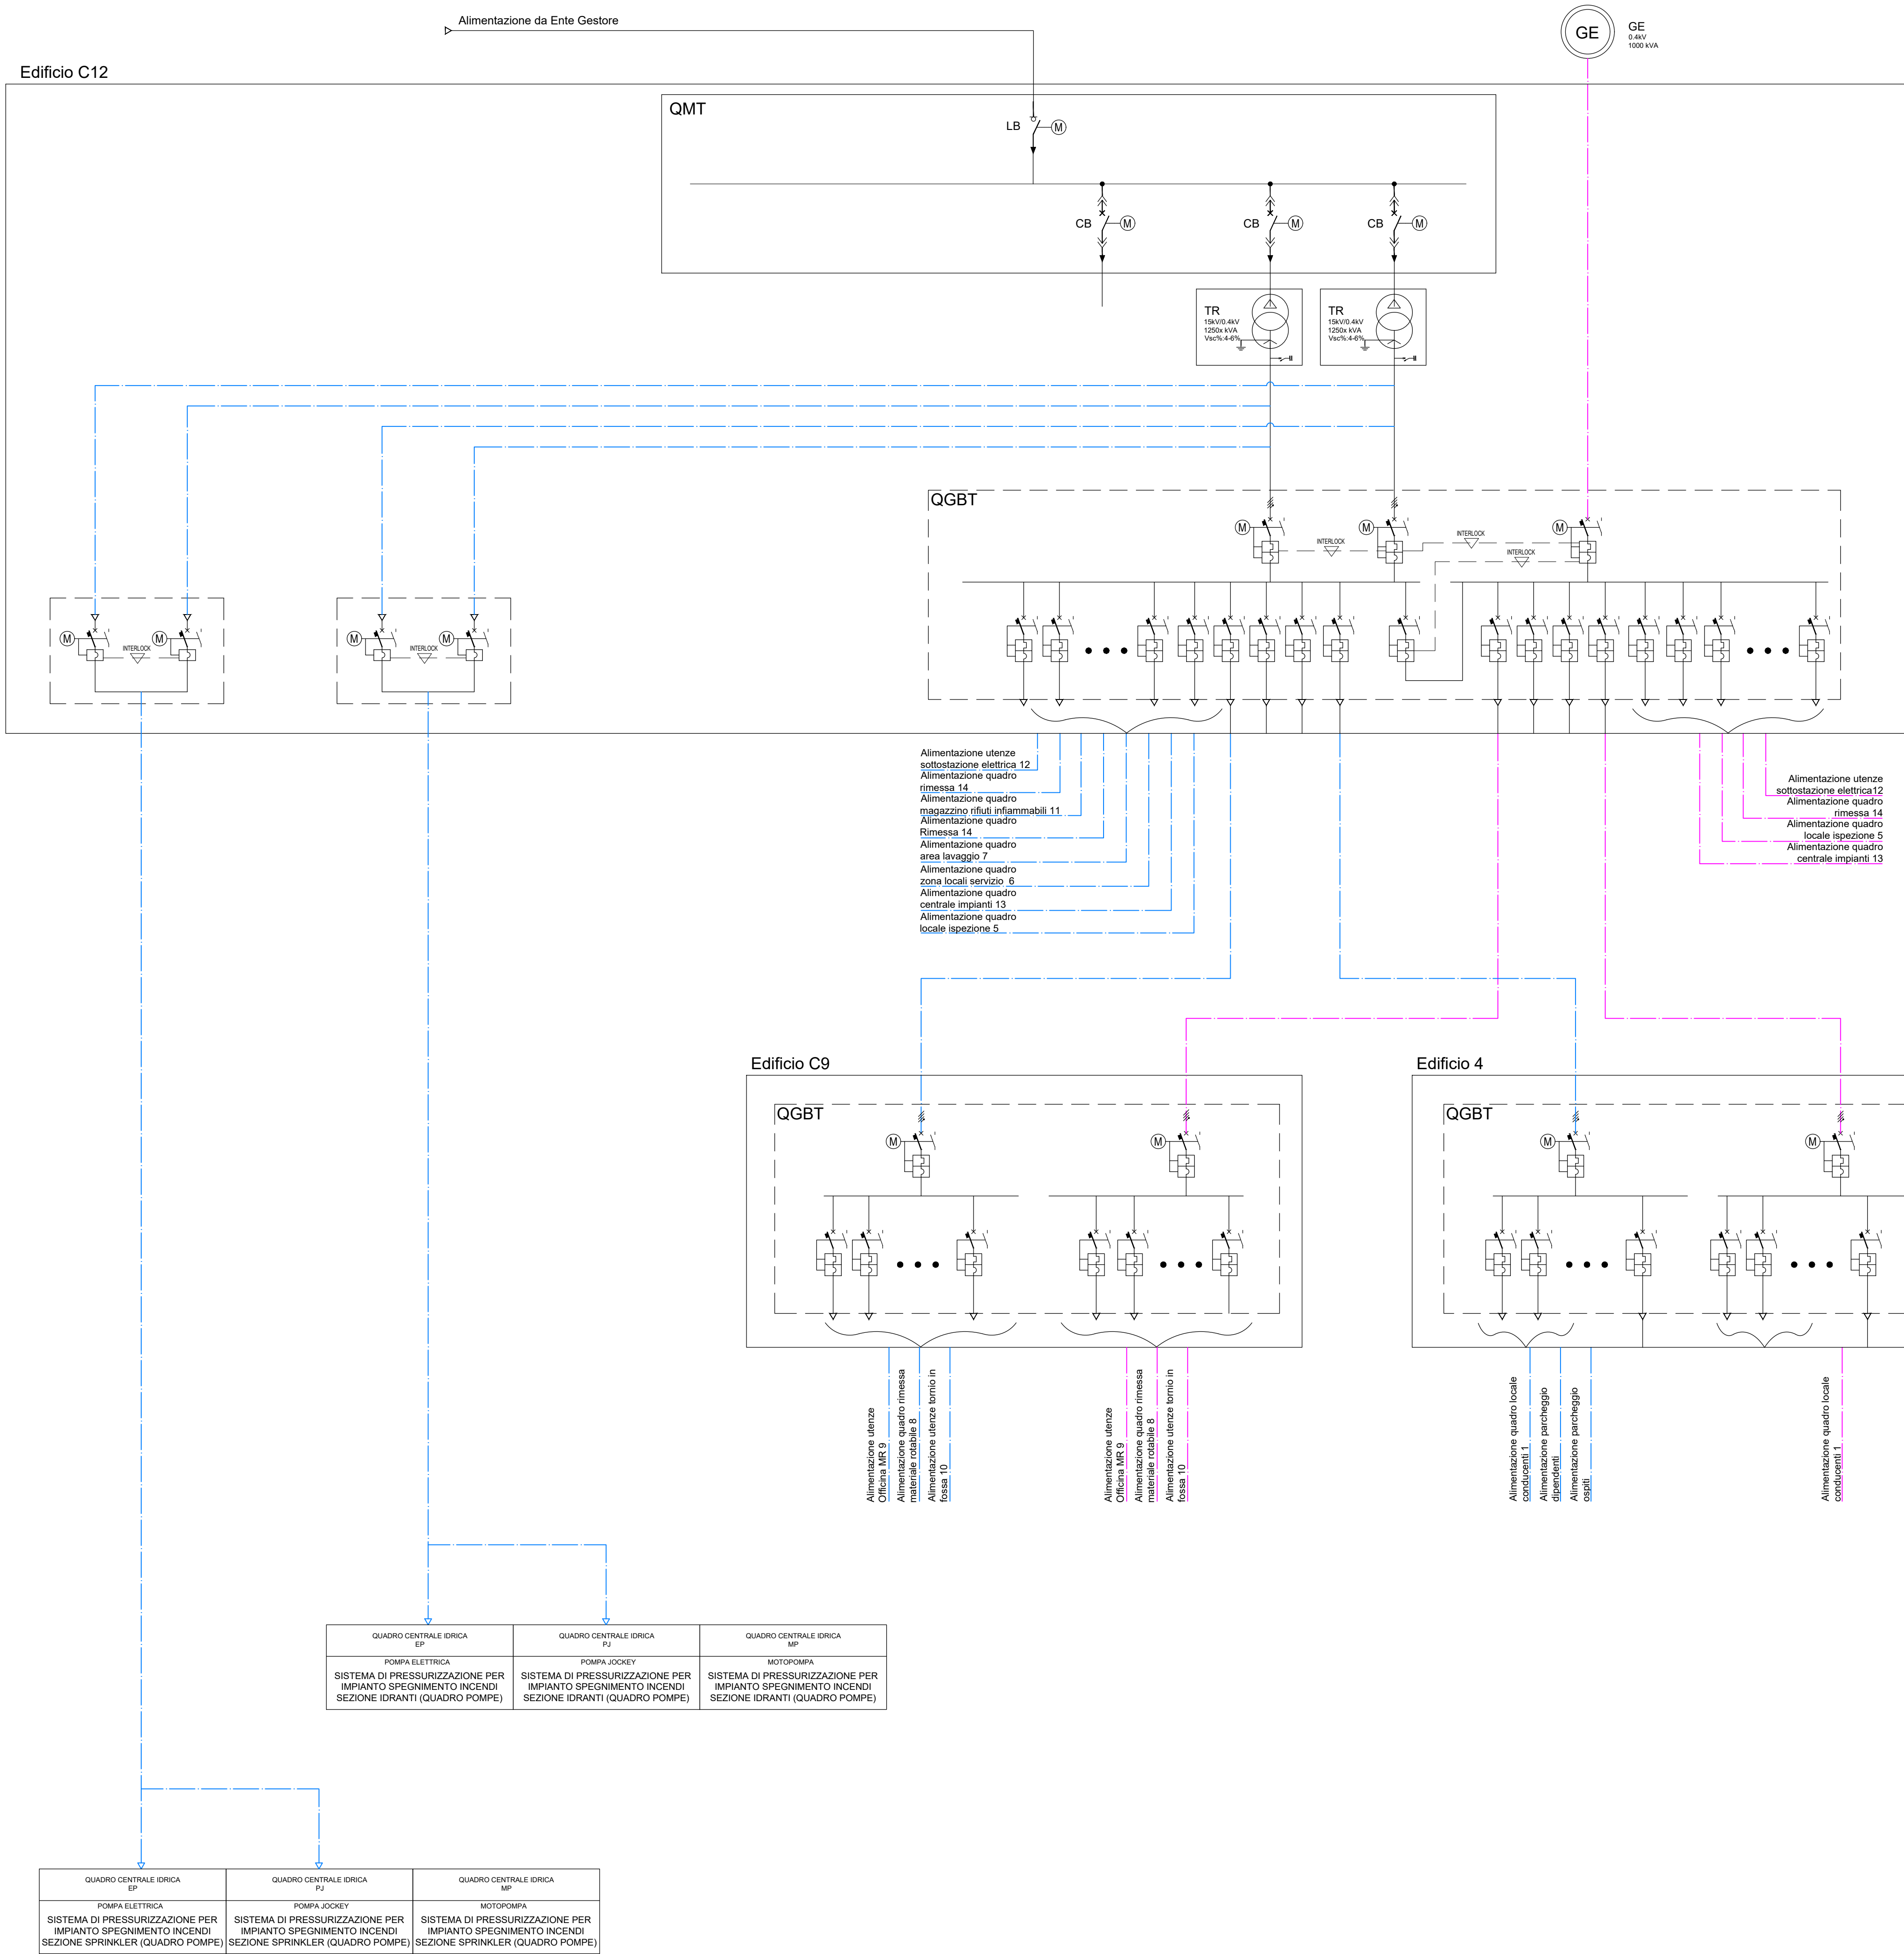 Alimentazione da Ente Gestore
GE
GE
0.4kV
1000 kVA
Edificio C12
QMT
LB
M
CB
M
CB
M
CB
M
TR
15kV/0.4kV
1250x kVA
Vsc%:4-6%
TR
15kV/0.4kV
1250x kVA
Vsc%:4-6%
QGBT
M
M
M
INTERLOCK
INTERLOCK
INTERLOCK
M
M
INTERLOCK
M
M
INTERLOCK
Alimentazione utenze
sottostazione elettrica 12
Alimentazione quadro
rimessa 14
Alimentazione quadro
magazzino rifiuti infiammabili 11
Alimentazione quadro
Rimessa 14
Alimentazione quadro
area lavaggio 7
Alimentazione quadro
zona locali servizio 6
Alimentazione quadro
centrale impianti 13
Alimentazione quadro
locale ispezione 5
Alimentazione utenze
sottostazione elettrica12
Alimentazione quadro
rimessa 14
Alimentazione quadro
locale ispezione 5
Alimentazione quadro
centrale impianti 13
Edificio C9
QGBT
M
M
Edificio 4
QGBT
M
M
Alimentazione utenze
Officina MR 9
Alimentazione quadro rimessa
materiale rotabile 8
Alimentazione utenze tornio in
fossa 10
Alimentazione utenze
Officina MR 9
Alimentazione quadro rimessa
materiale rotabile 8
Alimentazione utenze tornio in
fossa 10
Alimentazione quadro locale
conducenti 1
Alimentazione parcheggio
dipendenti
Alimentazione parcheggio
ospiti
Alimentazione quadro locale
conducenti 1
QUADRO CENTRALE IDRICA
EP
POMPA ELETTRICA
SISTEMA DI PRESSURIZZAZIONE PER
IMPIANTO SPEGNIMENTO INCENDI
SEZIONE IDRANTI (QUADRO POMPE)
QUADRO CENTRALE IDRICA
PJ
POMPA JOCKEY
SISTEMA DI PRESSURIZZAZIONE PER
IMPIANTO SPEGNIMENTO INCENDI
SEZIONE IDRANTI (QUADRO POMPE)
QUADRO CENTRALE IDRICA
MP
MOTOPOMPA
SISTEMA DI PRESSURIZZAZIONE PER
IMPIANTO SPEGNIMENTO INCENDI
SEZIONE IDRANTI (QUADRO POMPE)
QUADRO CENTRALE IDRICA
EP
POMPA ELETTRICA
SISTEMA DI PRESSURIZZAZIONE PER
IMPIANTO SPEGNIMENTO INCENDI
SEZIONE SPRINKLER (QUADRO POMPE)
QUADRO CENTRALE IDRICA
PJ
POMPA JOCKEY
SISTEMA DI PRESSURIZZAZIONE PER
IMPIANTO SPEGNIMENTO INCENDI
SEZIONE SPRINKLER (QUADRO POMPE)
QUADRO CENTRALE IDRICA
MP
MOTOPOMPA
SISTEMA DI PRESSURIZZAZIONE PER
IMPIANTO SPEGNIMENTO INCENDI
SEZIONE SPRINKLER (QUADRO POMPE)